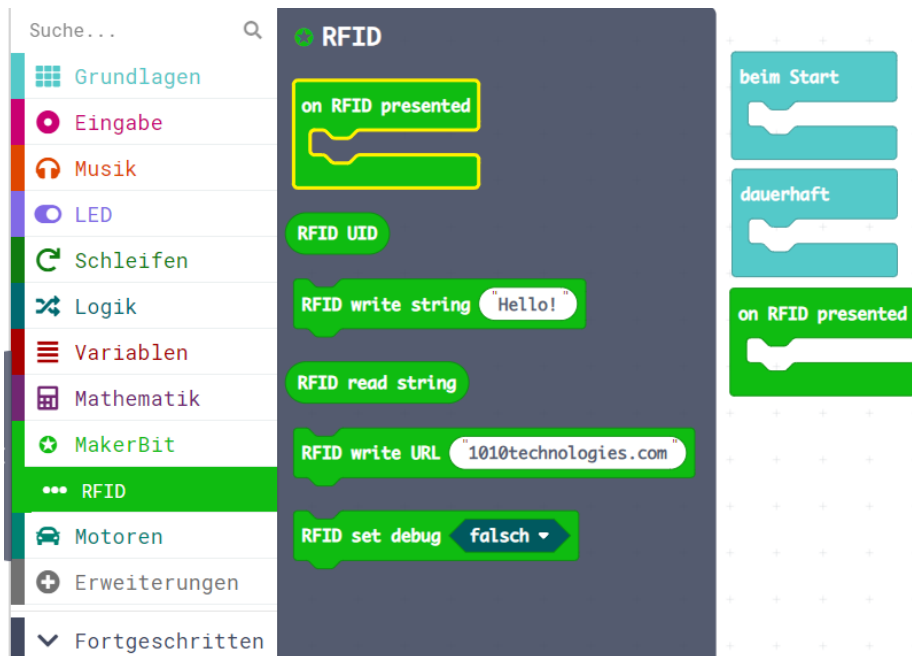 Suche...
Grundlagen
Eingabe
Musik
LED
Schleifen
Logik
Variablen
Mathematik
MakerBit
RFID
Motoren
Erweiterungen
Fortgeschritten
RFID
on RFID presented
RFID UID
RFID write string "Hello!"
RFID read string
RFID write URL "1010technologies.com"
RFID set debug falsch
beim Start
dauerhaft
on RFID presented